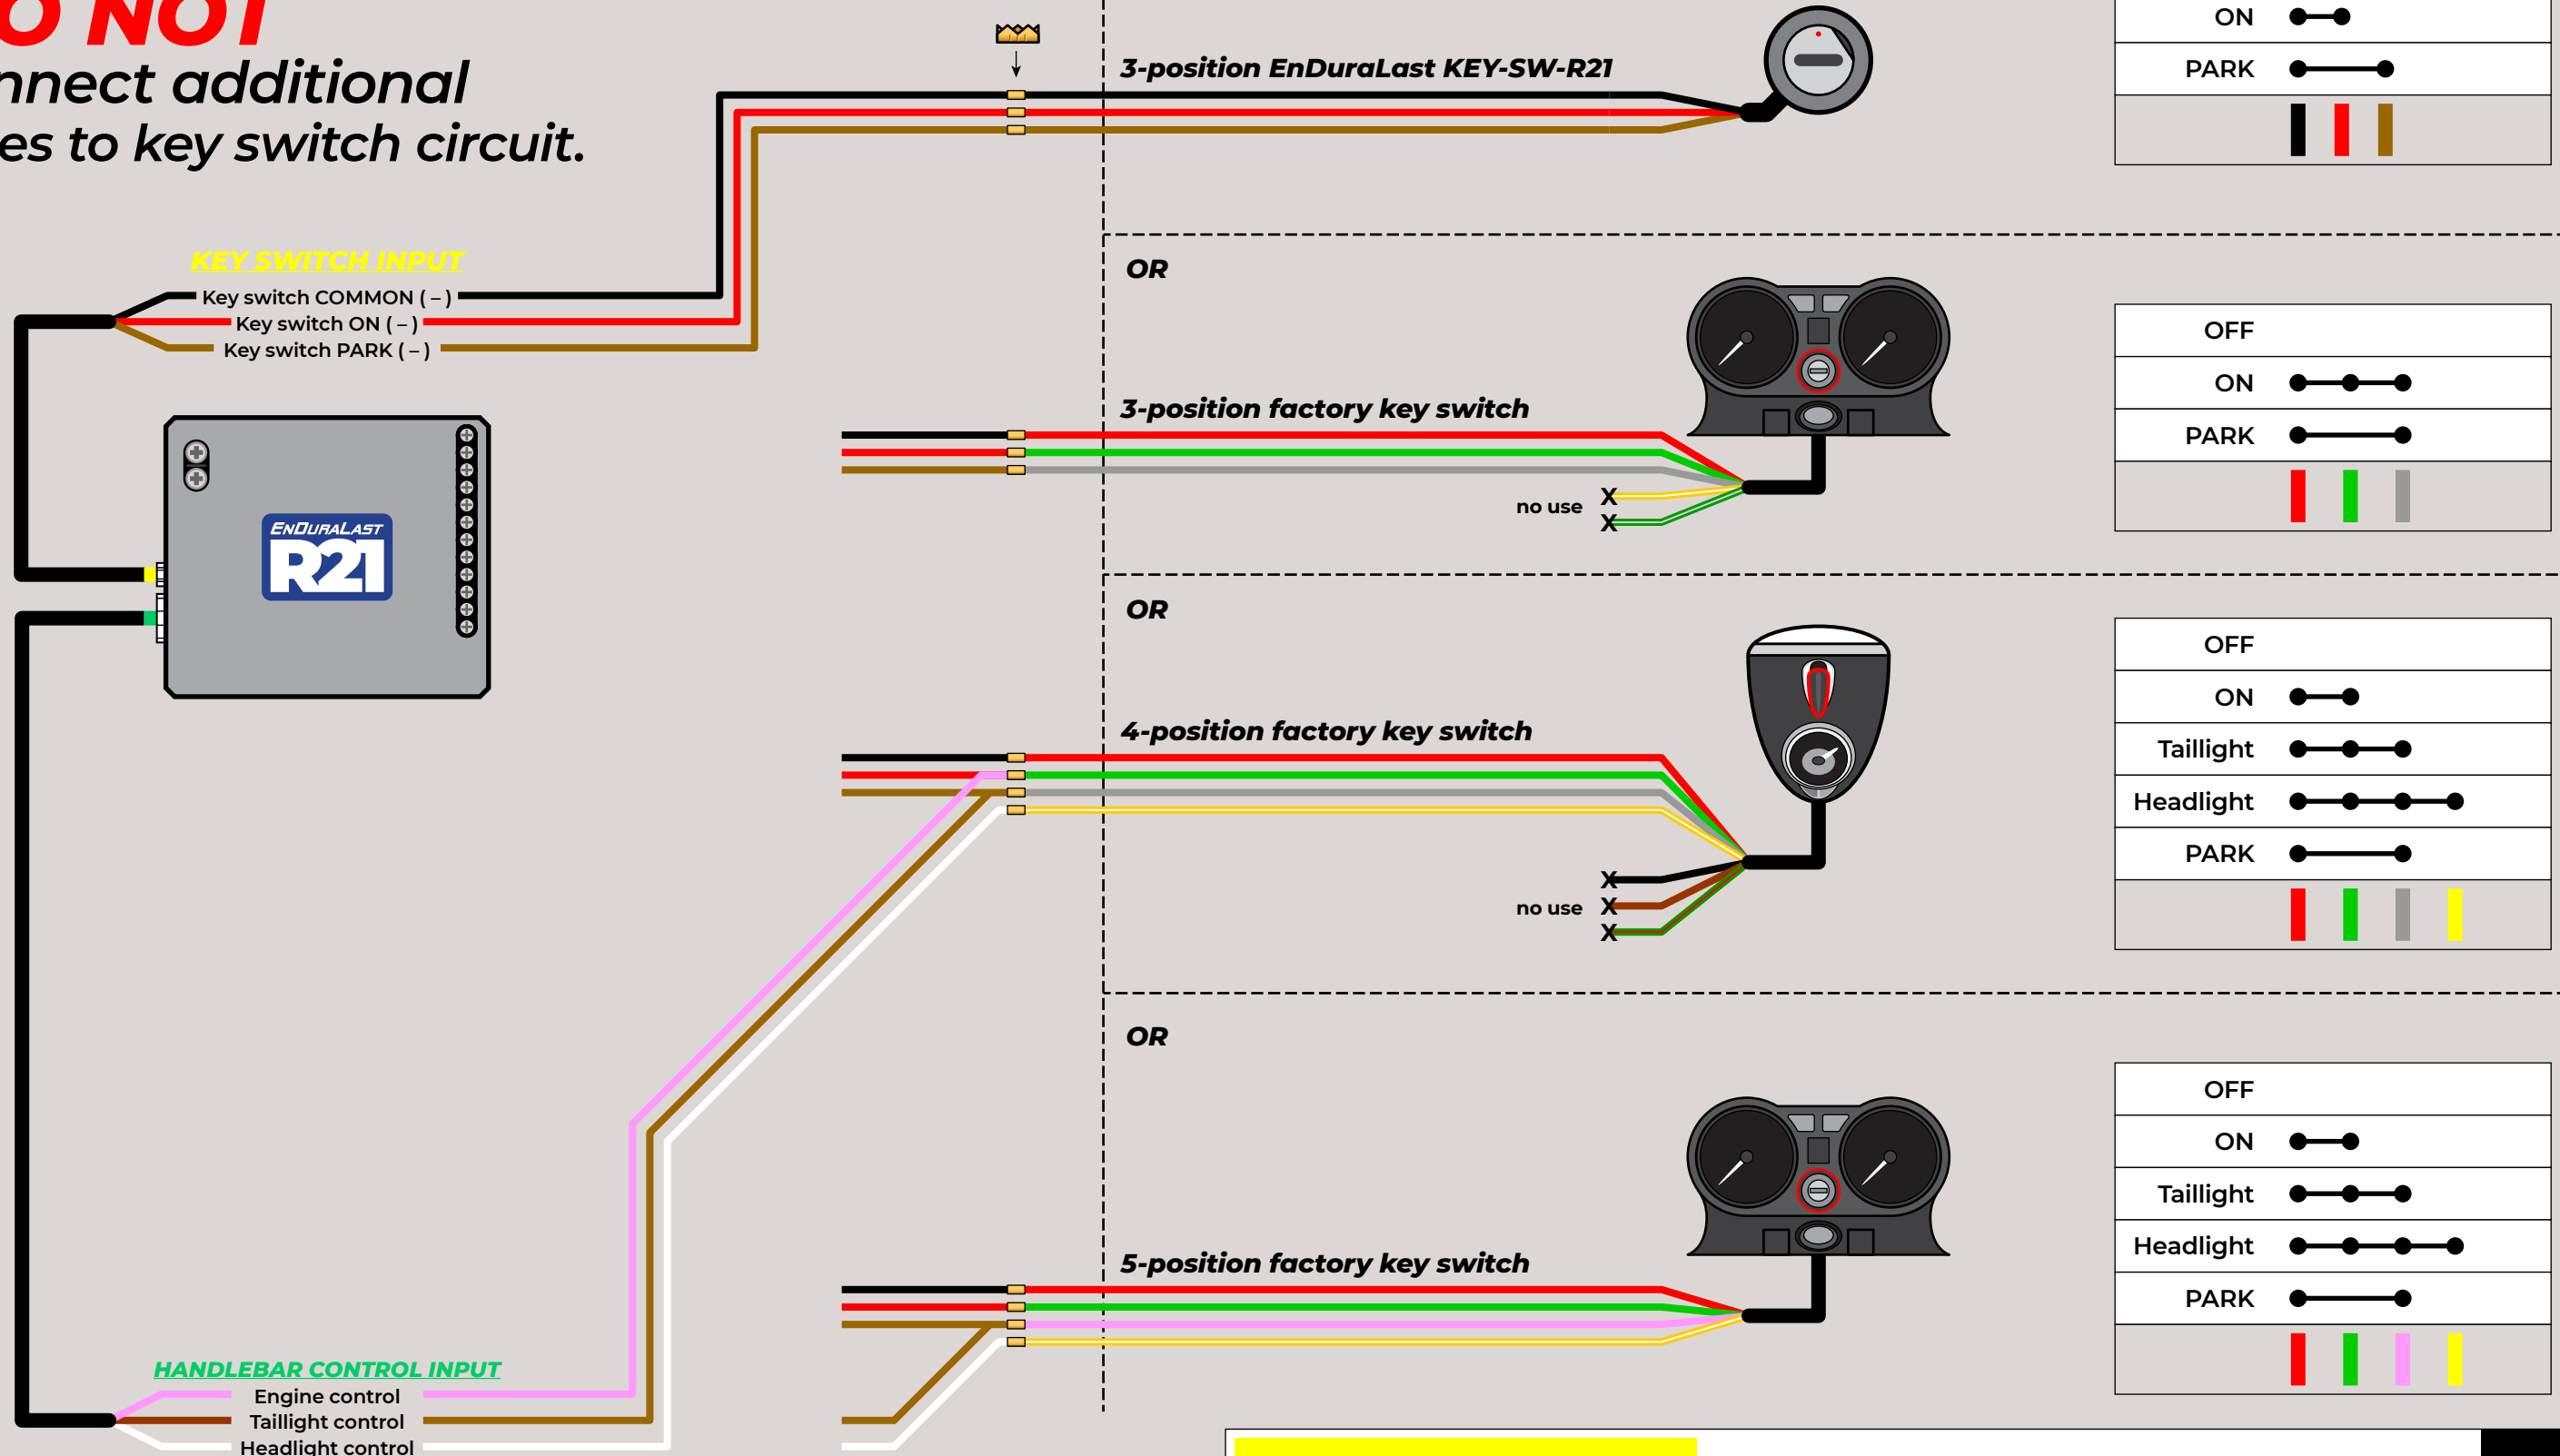 O NOT
nnect additional
es to key switch circuit.
3-position EnDuraLast KEY-SW-R21
ON
PARK
KEY SWITCH INPUT
Key switch COMMON ( – )
Key switch ON ( – )
Key switch PARK ( – )
OR
3-position factory key switch
no use
X
X
OFF
ON
PARK
ENDURALAST
R21
OR
4-position factory key switch
no use
X
X
X
OFF
ON
Taillight
Headlight
PARK
OR
5-position factory key switch
OFF
ON
Taillight
Headlight
PARK
HANDLEBAR CONTROL INPUT
Engine control
Taillight control
Headlight control